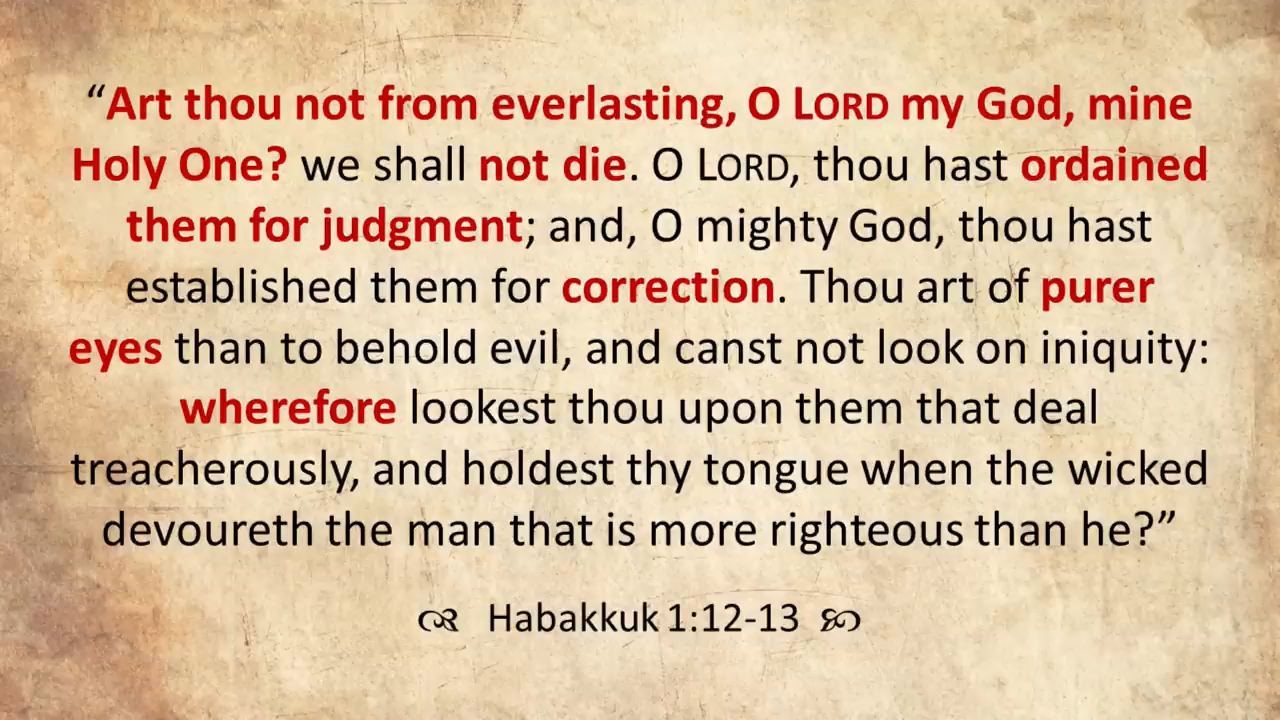 “Art thou not from everlasting, O LORD my God, mine
Holy One? we shall not die. O LORD, thou hast ordained
them for judgment; and, O mighty God, thou hast
established them for correction. Thou art of purer
eyes than to behold evil, and canst not look on iniquity:
wherefore lookest thou upon them that deal
treacherously, and holdest thy tongue when the wicked
devoureth the man that is more righteous than he?”
Habakkuk 1:12-13